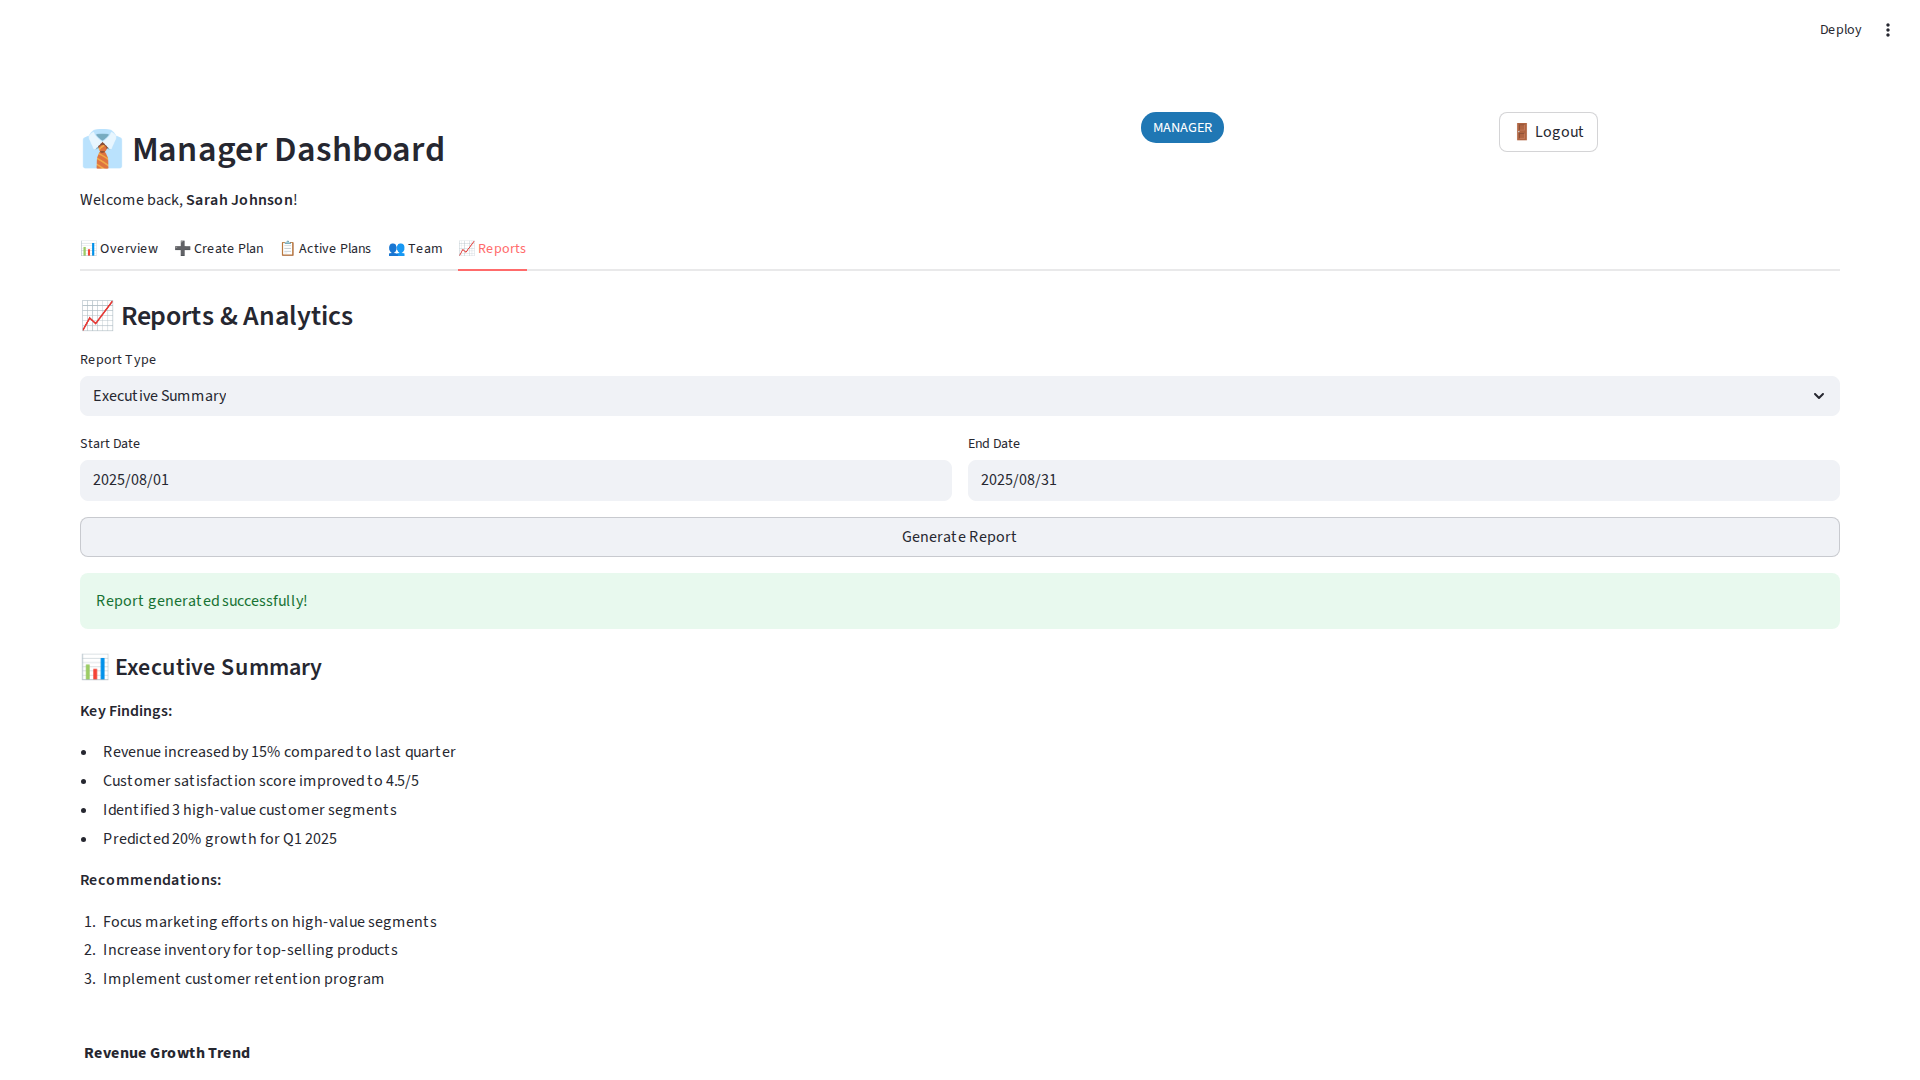 Deploy
Manager Dashboard
MANAGER
Logout
Welcome back, Sarah Johnson!
Overview
Create Plan
Active Plans
Team
Reports
Reports & Analytics
Report Type
Executive Summary
Start Date
End Date
2025/08/01
2025/08/31
Generate Report
Report generated successfully!
Executive Summary
Key Findings:
• Revenue increased by 15% compared to last quarter
• Customer satisfaction score improved to 4.5/5
• Identified 3 high-value customer segments
• Predicted 20% growth for Q1 2025
Recommendations:
1. Focus marketing efforts on high-value segments
2. Increase inventory for top-selling products
3. Implement customer retention program
Revenue Growth Trend